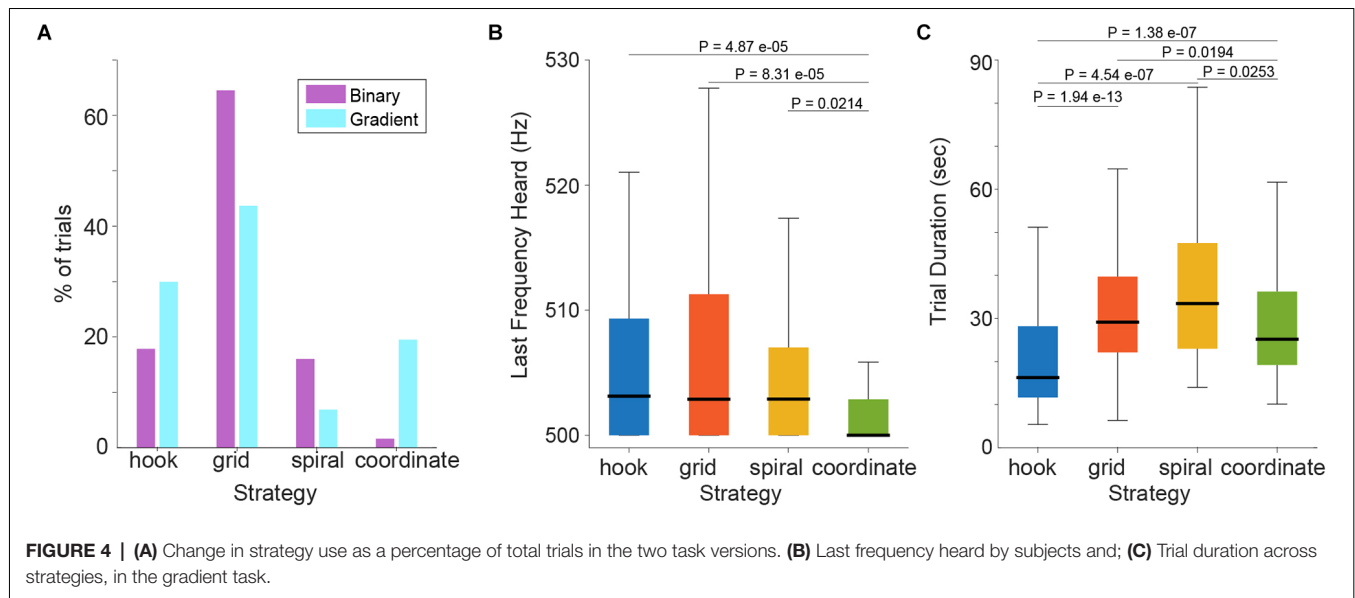 A
% of trials
60
40
20
0
Binary
Gradient
hook grid spiral coordinate
Strategy
B
Last Frequency Heard (Hz)
530
520
510
500
P = 4.87 e-05
P = 8.31 e-05
P = 0.0214
hook grid spiral coordinate
Strategy
C
Trial Duration (sec)
90
60
30
0
P = 1.38 e-07
P = 0.0194
P = 4.54 e-07
P = 0.0253
P = 1.94 e-13
hook grid spiral coordinate
Strategy
FIGURE 4 | (A) Change in strategy use as a percentage of total trials in the two task versions. (B) Last frequency heard by subjects and; (C) Trial duration across
strategies, in the gradient task.